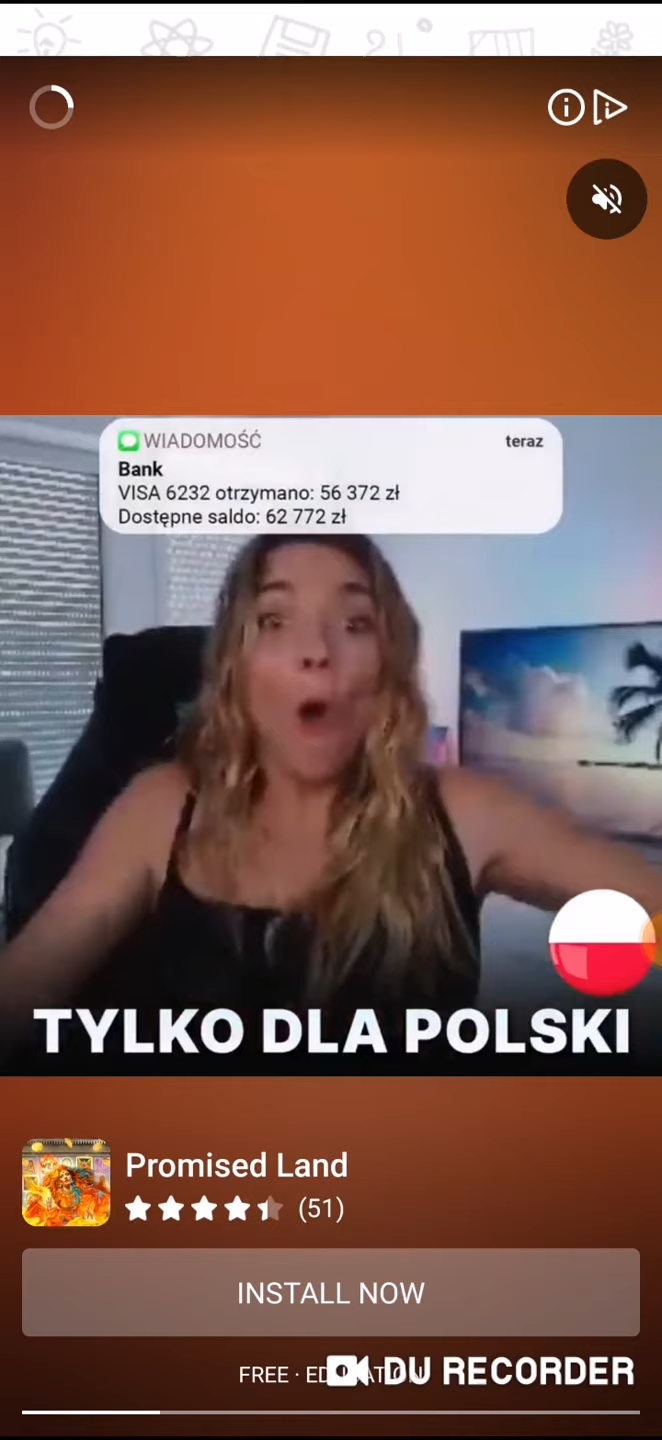 WIADOMOŚĆ teraz
Bank
VISA 6232 otrzymano: 56 372 zł
Dostępne saldo: 62 772 zł
TYLKO DLA POLSKI
Promised Land
(51)
INSTALL NOW
FREE ·
DU RECORDER